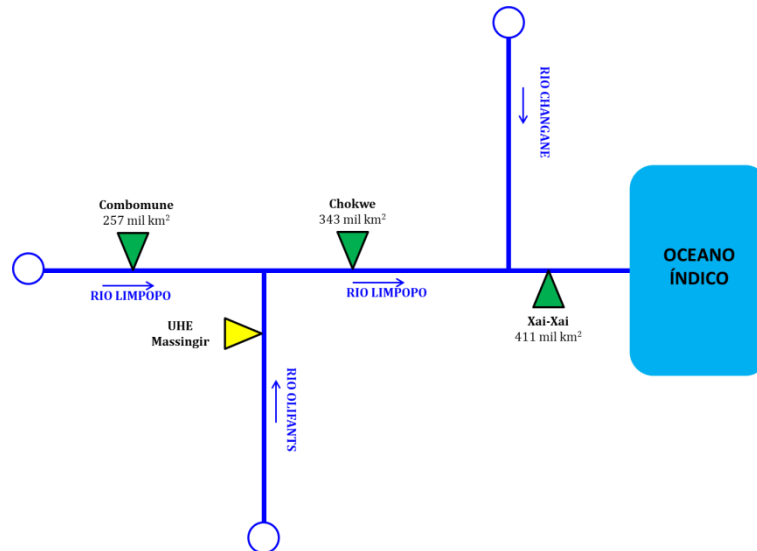 RIO CHANGANE
Combomune
257 mil km²
Chokwe
343 mil km²
OCEANO
ÍNDICO
RIO LIMPOPO
RIO LIMPOPO
UHE
Massingir
Xai-Xai
411 mil km²
RIO OLIFANTS